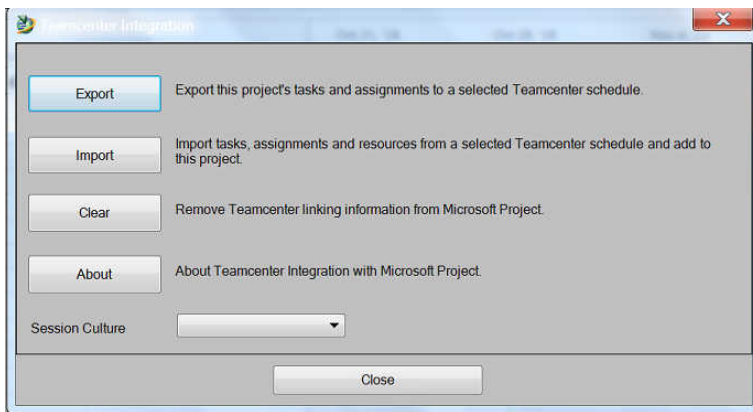 Teamcenter Integration
Export
Export this project's tasks and assignments to a selected Teamcenter schedule.
Import
Import tasks, assignments and resources from a selected Teamcenter schedule and add to
this project.
Clear
Remove Teamcenter linking information from Microsoft Project.
About
About Teamcenter Integration with Microsoft Project.
Session Culture
Close